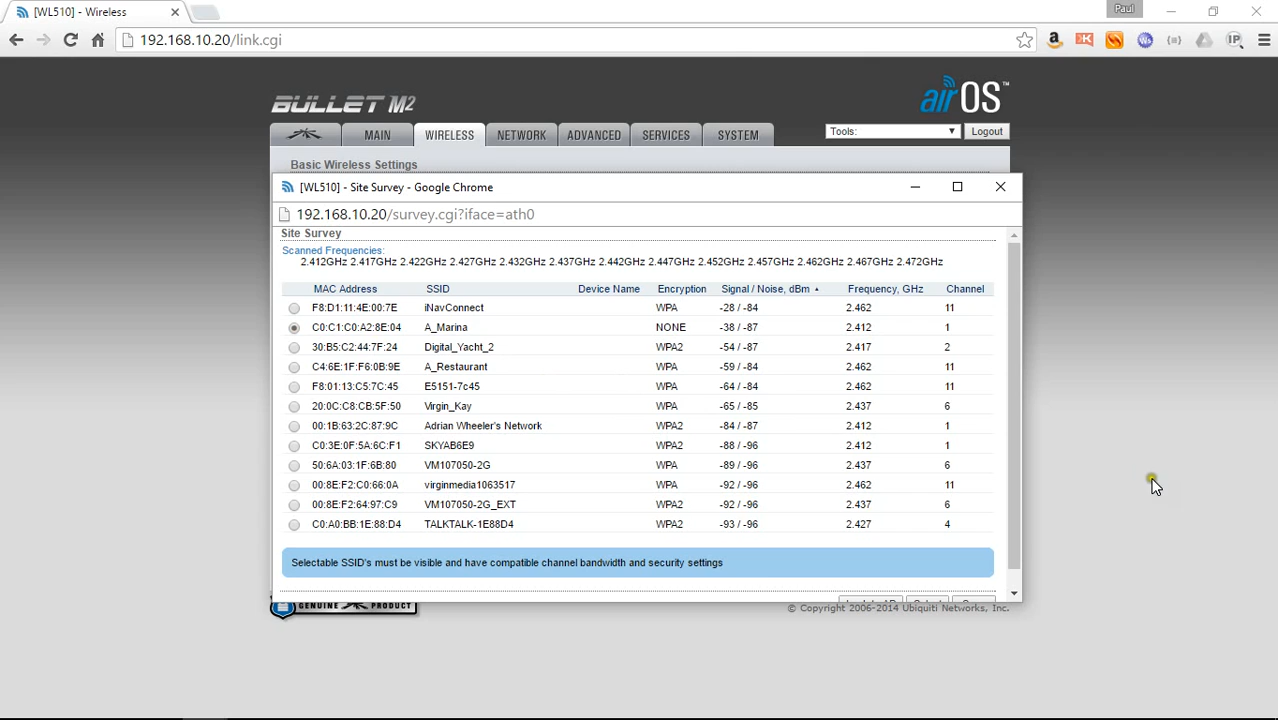 [WL510] - Wireless
Paul
192.168.10.20/link.cgi
BULLET M2
airOS™
MAIN WIRELESS NETWORK ADVANCED SERVICES SYSTEM Tools: Logout
Basic Wireless Settings
[WL510] - Site Survey - Google Chrome
192.168.10.20/survey.cgi?iface=ath0
Site Survey
Scanned Frequencies:
2.412GHz 2.417GHz 2.422GHz 2.427GHz 2.432GHz 2.437GHz 2.442GHz 2.447GHz 2.452GHz 2.457GHz 2.462GHz 2.467GHz 2.472GHz
MAC Address SSID Device Name Encryption Signal / Noise, dBm Frequency, GHz Channel
F8:D1:11:4E:00:7E iNavConnect WPA -28 / -84 2.462 11
C0:C1:C0:A2:8E:04 A_Marina NONE -38 / -87 2.412 1
30:B5:C2:44:7F:24 Digital_Yacht_2 WPA2 -54 / -87 2.417 2
C4:6E:1F:F6:0B:9E A_Restaurant WPA -59 / -84 2.462 11
F8:01:13:C5:7C:45 E5151-7c45 WPA -64 / -84 2.462 11
20:0C:C8:CB:5F:50 Virgin_Kay WPA -65 / -85 2.437 6
00:1B:63:2C:87:9C Adrian Wheeler's Network WPA2 -84 / -87 2.412 1
C0:3E:0F:5A:6C:F1 SKYAB6E9 WPA2 -88 / -96 2.412 1
50:6A:03:1F:6B:80 VM107050-2G WPA -89 / -96 2.437 6
00:8E:F2:C0:66:0A virginmedia1063517 WPA -92 / -96 2.462 11
00:8E:F2:64:97:C9 VM107050-2G_EXT WPA2 -92 / -96 2.437 6
C0:A0:BB:1E:88:D4 TALKTALK-1E88D4 WPA2 -93 / -96 2.427 4
Selectable SSID's must be visible and have compatible channel bandwidth and security settings
GENUINE PRODUCT © Copyright 2006-2014 Ubiquiti Networks, Inc.